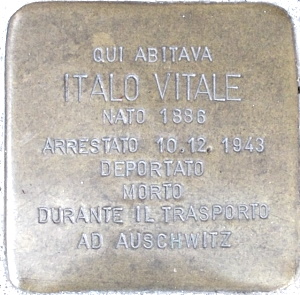 QUI ABITAVA
ITALO VITALE
NATO 1886
ARRESTATO 10.12.1943
DEPORTATO
MORTO
DURANTE IL TRASPORTO
AD AUSCHWITZ